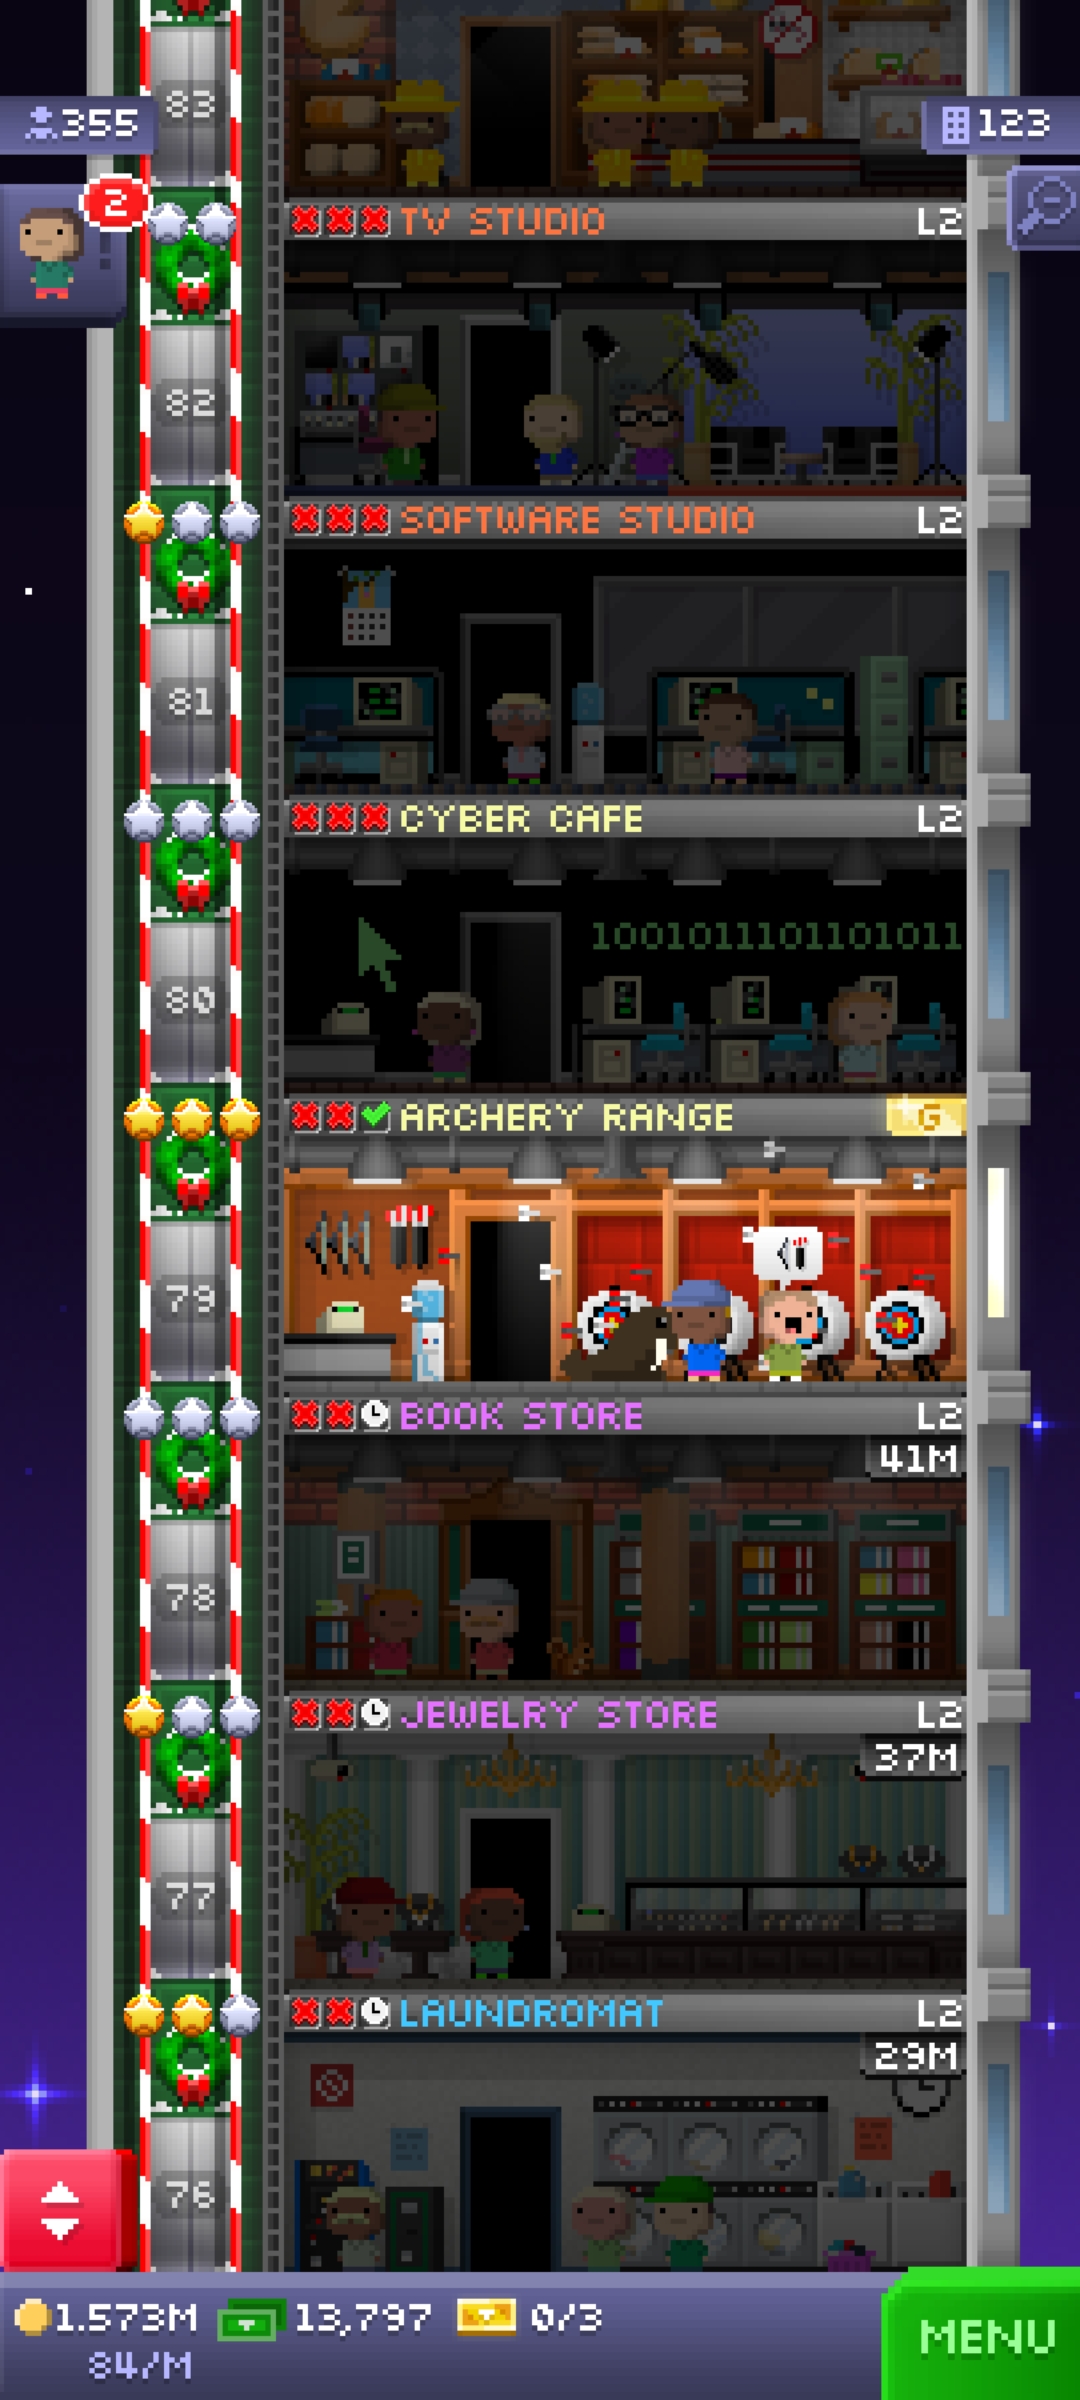 83
355
123
2
!
TV STUDIO
L2
82
SOFTWARE STUDIO
L2
81
CYBER CAFE
L2
1001011101101011
80
ARCHERY RANGE
G
79
BOOK STORE
L2
41M
78
JEWELRY STORE
L2
37M
77
LAUNDROMAT
L2
29M
76
1.573M
13,797
0/3
84/M
MENU